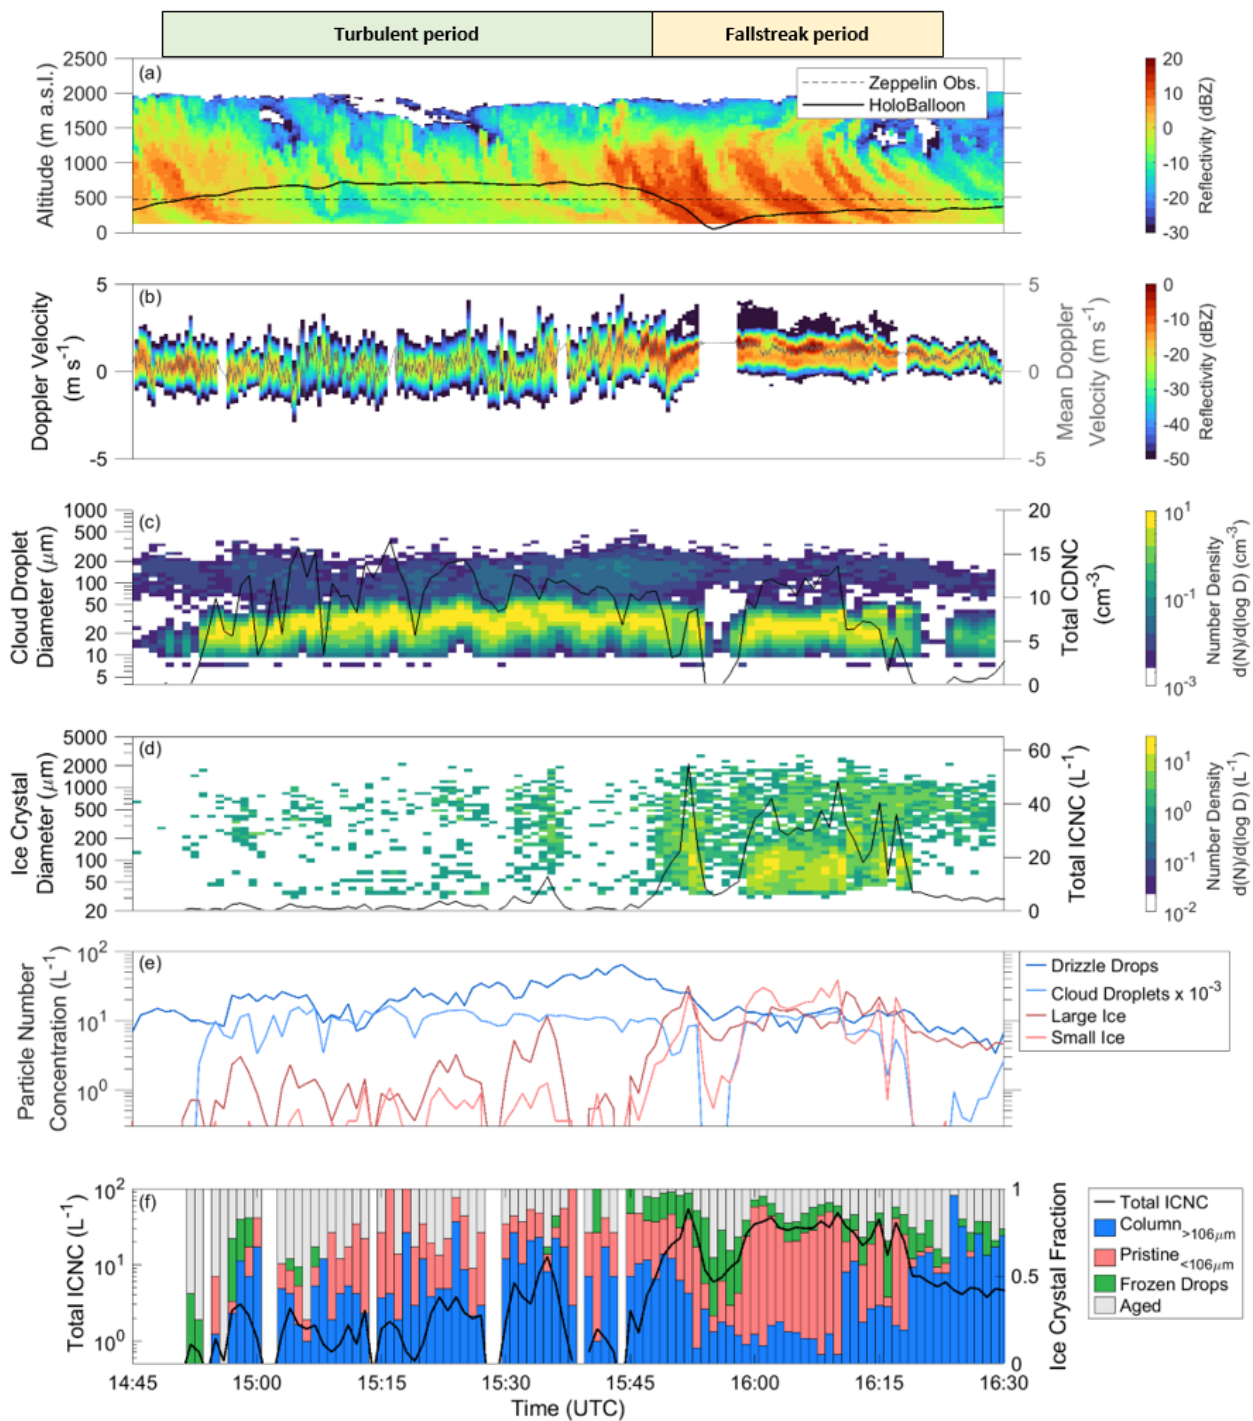 Turbulent period
Fallstreak period
2500
2000
1500
1000
500
0
Altitude (m a.s.l.)
(a)
Zeppelin Obs.
HoloBalloon
20
10
0
-10
-20
-30
Reflectivity (dBZ)
5
0
-5
Doppler Velocity
(m s⁻¹)
(b)
5
0
-5
Mean Doppler
Velocity (m s⁻¹)
0
-10
-20
-30
-40
-50
Reflectivity (dBZ)
1000
500
200
100
50
20
10
5
Cloud Droplet
Diameter (μm)
(c)
20
15
10
5
0
Total CDNC
(cm⁻³)
10¹
10⁻¹
10⁻³
Number Density
d(N)/d(log D) (cm⁻³)
5000
2000
1000
500
200
100
50
20
Ice Crystal
Diameter (μm)
(d)
60
40
20
0
Total ICNC (L⁻¹)
10¹
10⁰
10⁻¹
10⁻²
Number Density
d(N)/d(log D) (L⁻¹)
10²
10¹
10⁰
Particle Number
Concentration (L⁻¹)
(e)
Drizzle Drops
Cloud Droplets x 10⁻³
Large Ice
Small Ice
10²
10¹
10⁰
Total ICNC (L⁻¹)
(f)
1
0.5
0
Ice Crystal Fraction
Total ICNC
Column>106μm
Pristine<106μm
Frozen Drops
Aged
14:45 15:00 15:15 15:30 15:45 16:00 16:15 16:30
Time (UTC)